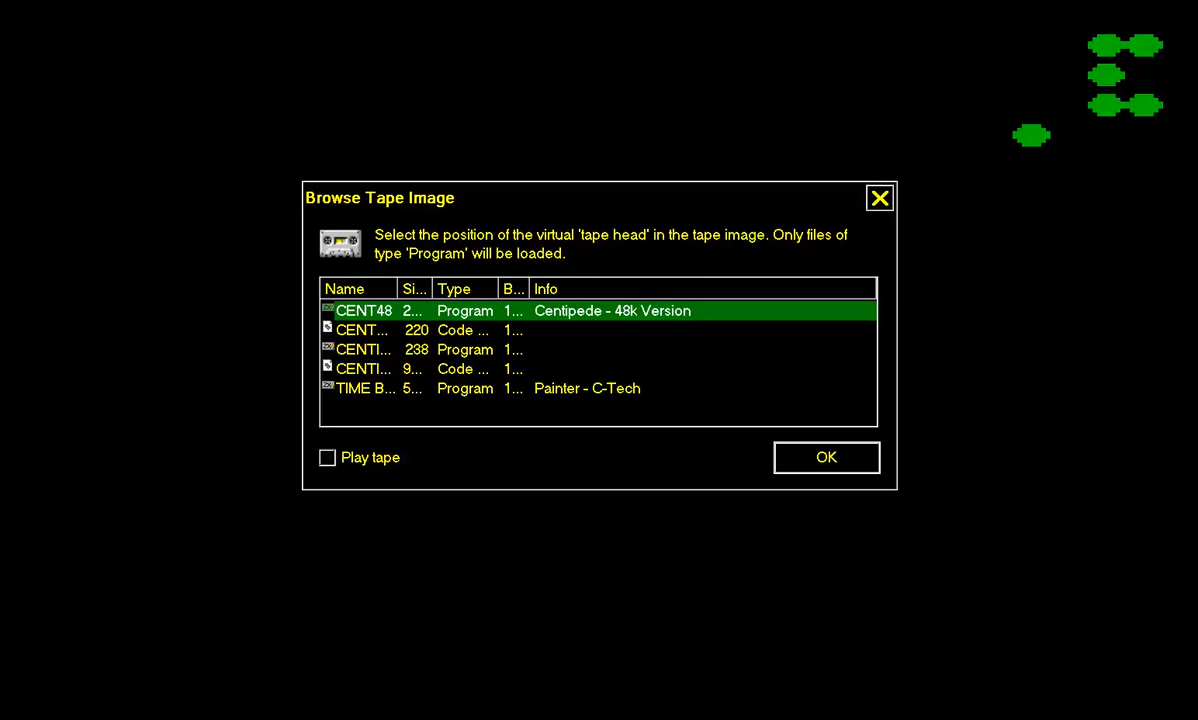 Browse Tape Image
Select the position of the virtual 'tape head' in the tape image. Only files of
type 'Program' will be loaded.
Name Si... Type B... Info
CENT48 2... Program 1... Centipede - 48k Version
CENT... 220 Code ... 1...
CENTI... 238 Program 1...
CENTI... 9... Code ... 1...
TIME B... 5... Program 1... Painter - C-Tech
Play tape OK